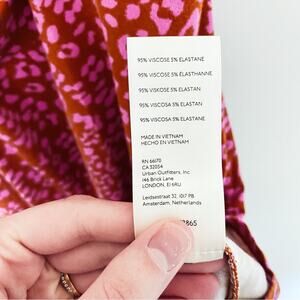 95% VISCOSE 5% ELASTANE
95% VISCOSE 5% ÉLASTHANNE
95% VISKOSE 5% ELASTAN
95% VISCOSA 5% ELASTAN
95% VISCOSA 5% ELASTANE
MADE IN VIETNAM
HECHO EN VIETNAM
RN 66170
CA 32054
Urban Outfitters, Inc
146 Brick Lane
LONDON, E1 6RU
Leidsestraat 32, 1017 PB
Amsterdam, Netherlands